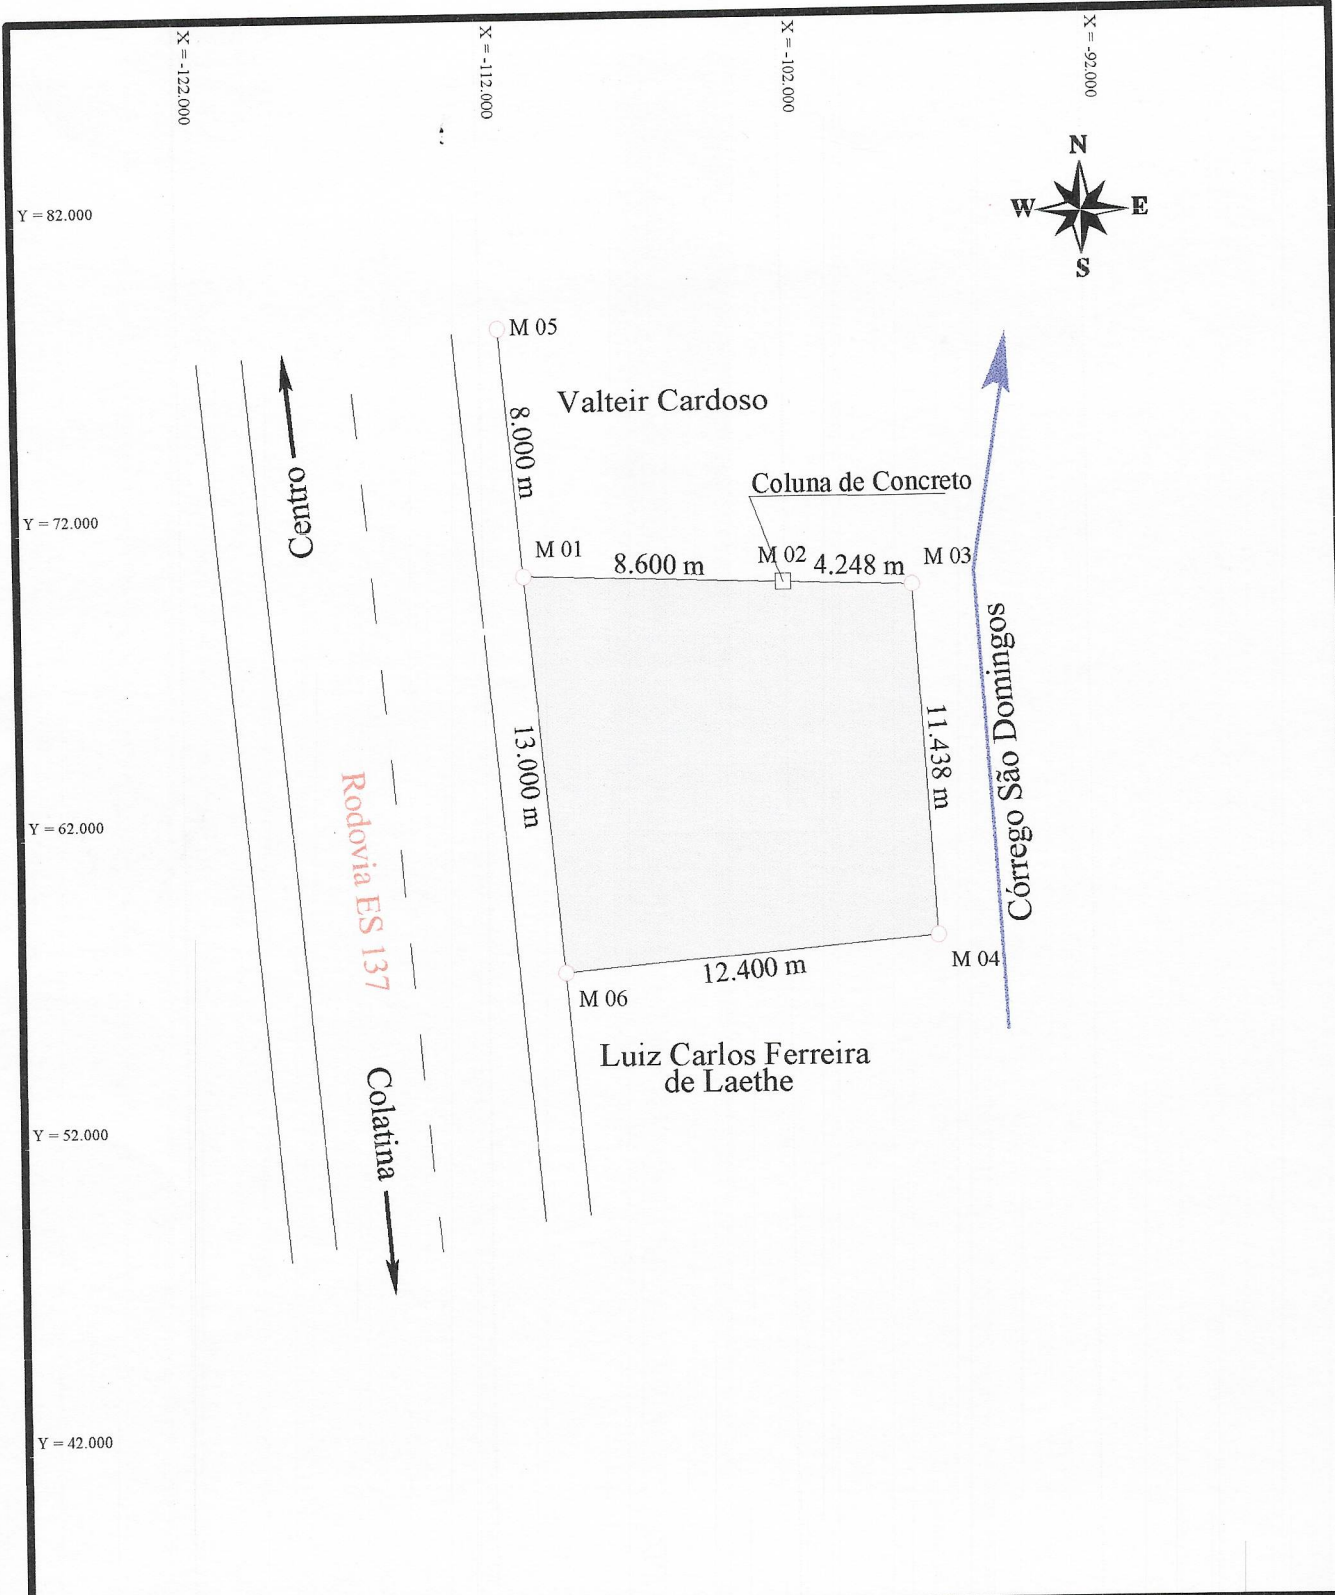 X = -122.000
X = -112.000
X = -102.000
X = -92.000
N
W
E
S
Y = 82.000
M 05
Valteir Cardoso
8.000 m
Centro
Coluna de Concreto
Y = 72.000
M 01
8.600 m
M 02
4.248 m
M 03
Córrego São Domingos
13.000 m
11.438 m
Rodovia ES 137
Y = 62.000
M 04
12.400 m
M 06
Luiz Carlos Ferreira
de Laethe
Colatina
Y = 52.000
Y = 42.000